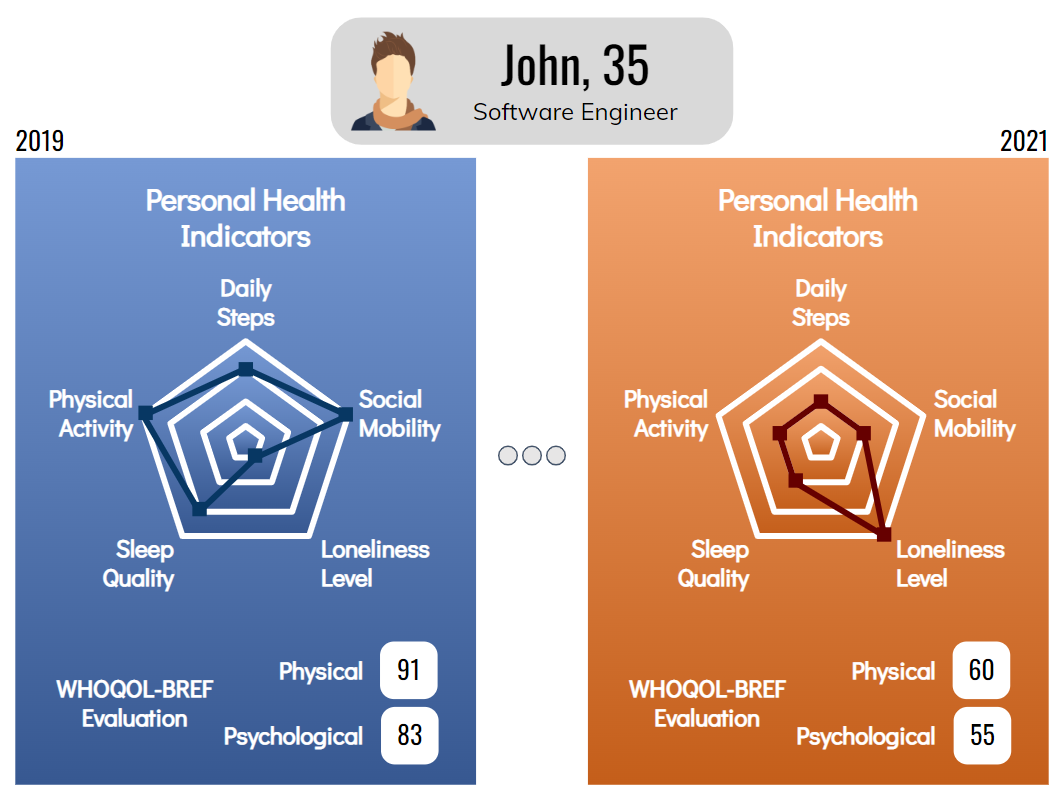 John, 35
Software Engineer
2019
Personal Health
Indicators
Daily
Steps
Physical
Activity
Social
Mobility
Sleep
Quality
Loneliness
Level
WHOQOL-BREF
Evaluation
Physical
91
Psychological
83
2021
Personal Health
Indicators
Daily
Steps
Physical
Activity
Social
Mobility
Sleep
Quality
Loneliness
Level
WHOQOL-BREF
Evaluation
Physical
60
Psychological
55